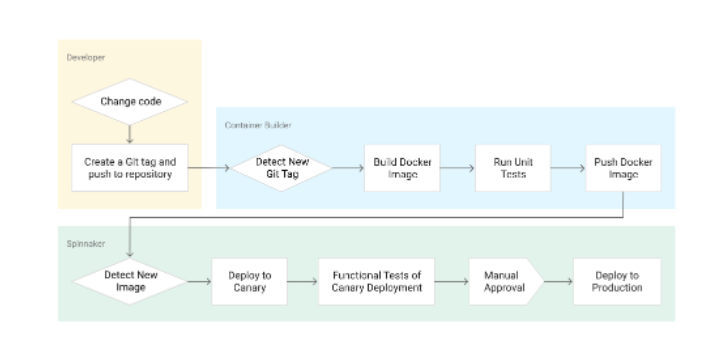 Developer
Change code
Create a Git tag and
push to repository
Container Builder
Detect New
Git Tag
Build Docker
Image
Run Unit
Tests
Push Docker
Image
Spinnaker
Detect New
Image
Deploy to
Canary
Functional Tests of
Canary Deployment
Manual
Approval
Deploy to
Production